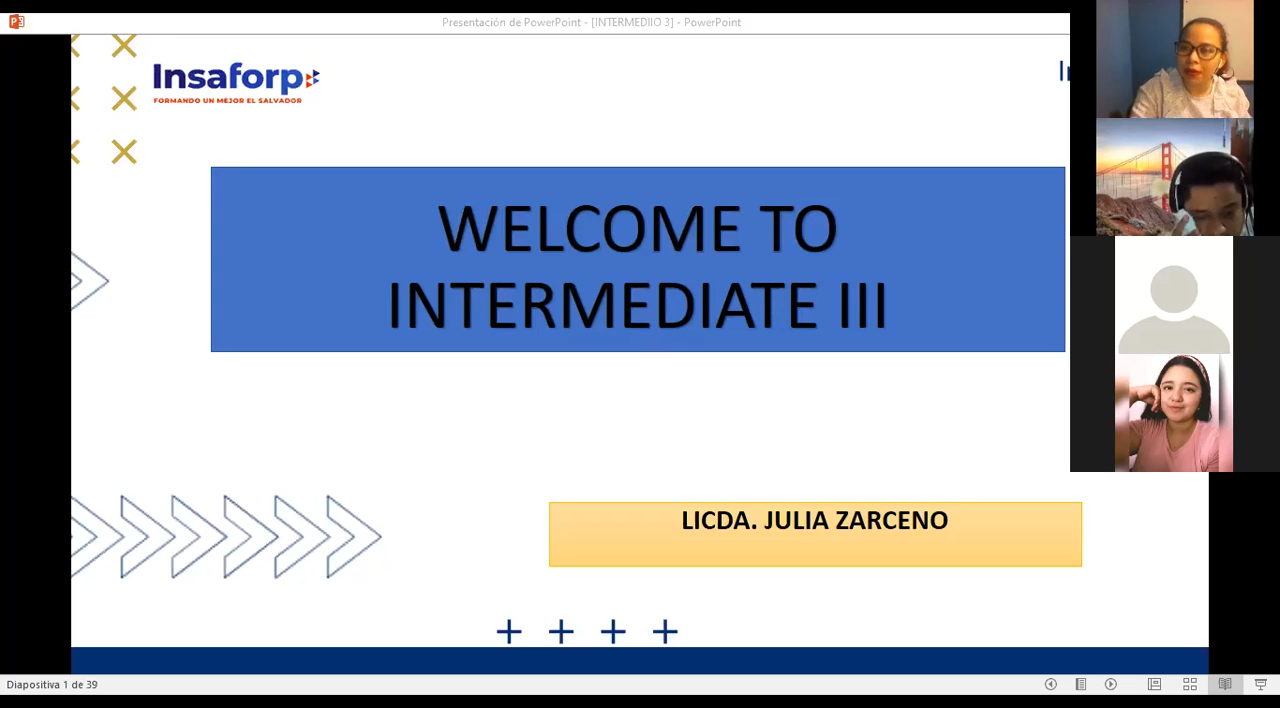 Presentación de PowerPoint - [INTERMEDIIO 3] - PowerPoint
Insaforp
FORMANDO UN MEJOR EL SALVADOR
WELCOME TO
INTERMEDIATE III
LICDA. JULIA ZARCENO
Diapositiva 1 de 39